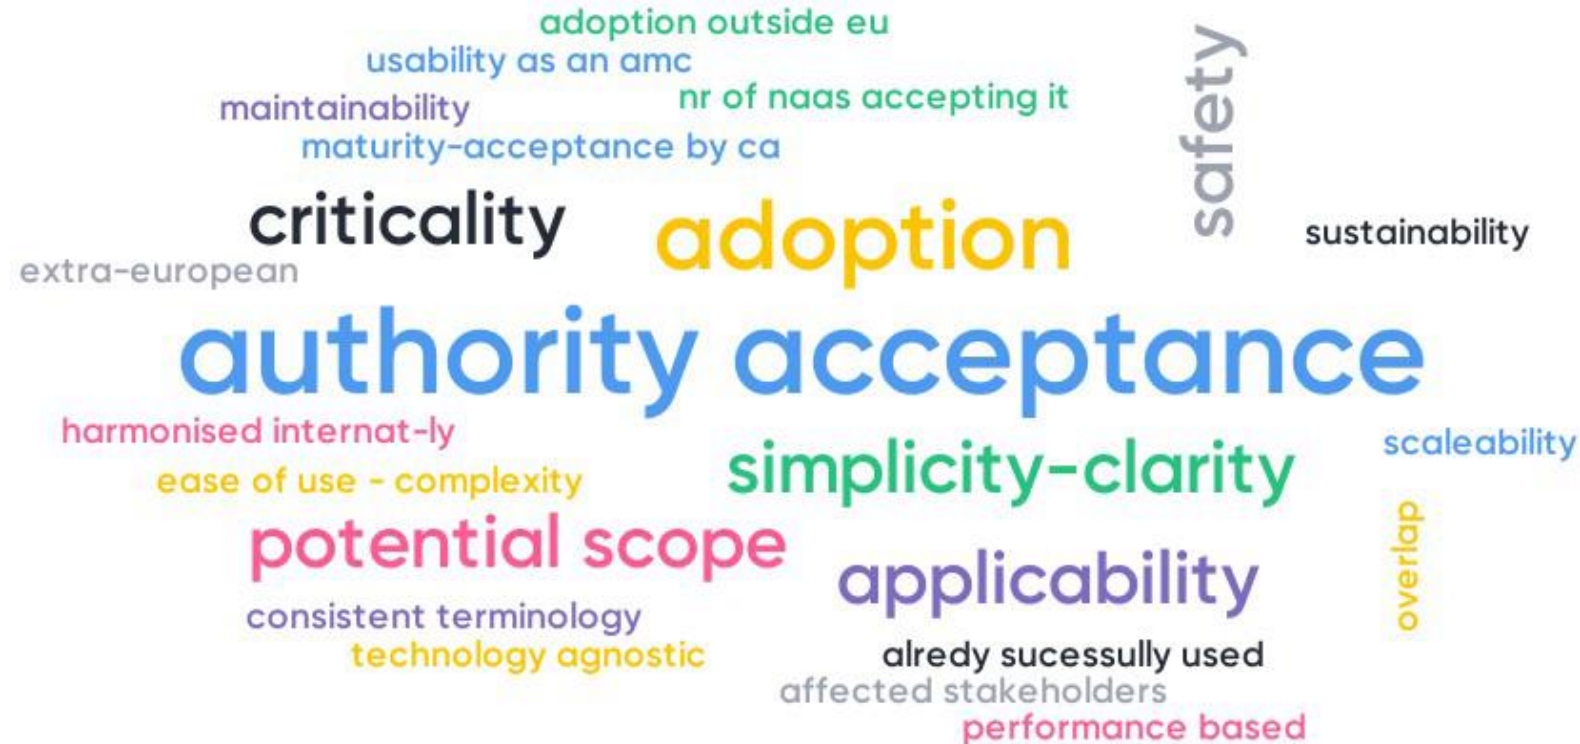 adoption outside eu
usability as an amc
nr of naas accepting it
maintainability
maturity-acceptance by ca
safety
criticality
adoption
sustainability
extra-european
authority acceptance
harmonised internat-ly
simplicity-clarity
scaleability
ease of use - complexity
potential scope
applicability
overlap
consistent terminology
technology agnostic
alredy sucessully used
affected stakeholders
performance based